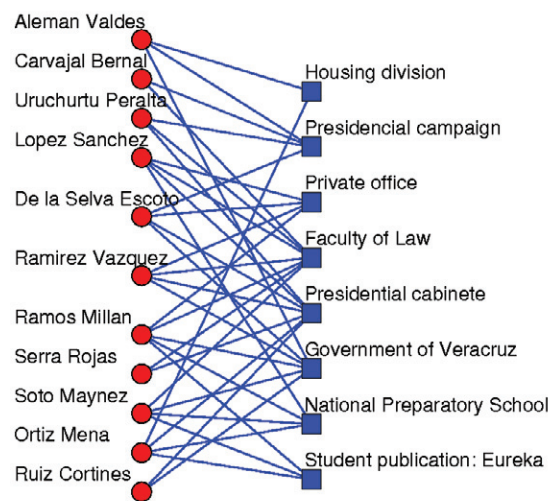 Aleman Valdes
Carvajal Bernal
Uruchurtu Peralta
Lopez Sanchez
De la Selva Escoto
Ramirez Vazquez
Ramos Millan
Serra Rojas
Soto Maynez
Ortiz Mena
Ruiz Cortines
Housing division
Presidencial campaign
Private office
Faculty of Law
Presidential cabinete
Government of Veracruz
National Preparatory School
Student publication: Eureka